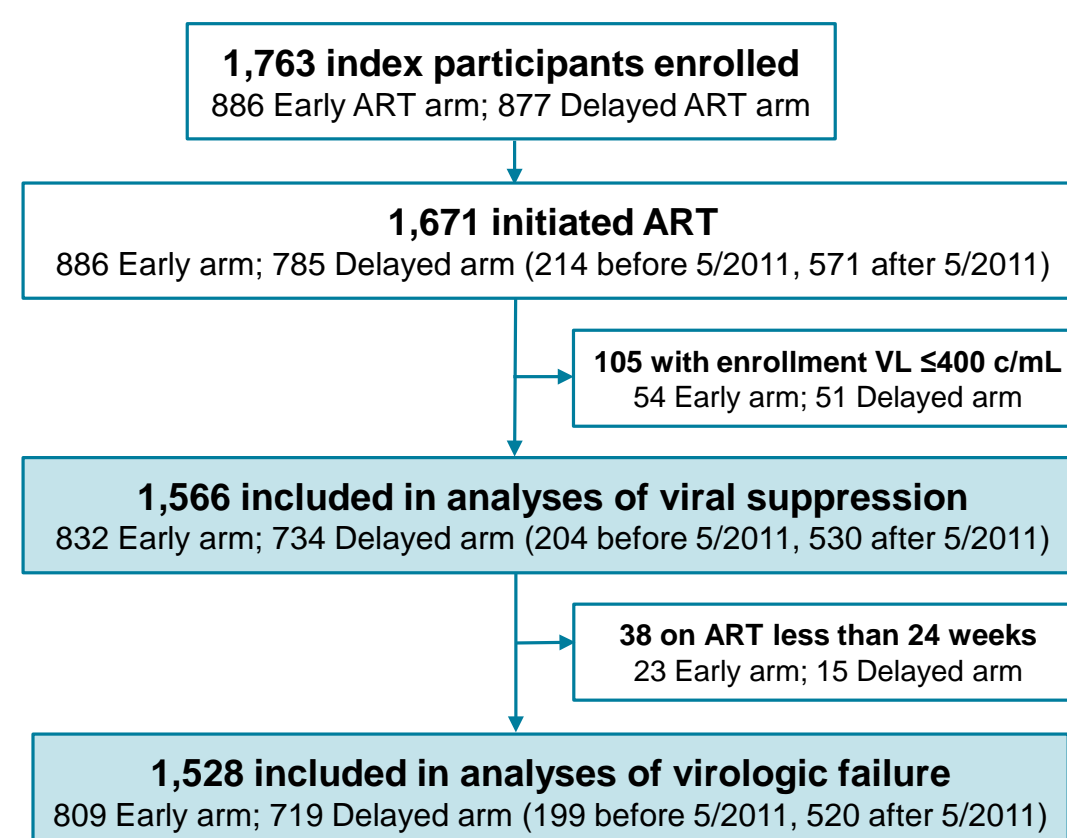 1,763 index participants enrolled
886 Early ART arm; 877 Delayed ART arm
1,671 initiated ART
886 Early arm; 785 Delayed arm (214 before 5/2011, 571 after 5/2011)
105 with enrollment VL ≤400 c/mL
54 Early arm; 51 Delayed arm
1,566 included in analyses of viral suppression
832 Early arm; 734 Delayed arm (204 before 5/2011, 530 after 5/2011)
38 on ART less than 24 weeks
23 Early arm; 15 Delayed arm
1,528 included in analyses of virologic failure
809 Early arm; 719 Delayed arm (199 before 5/2011, 520 after 5/2011)